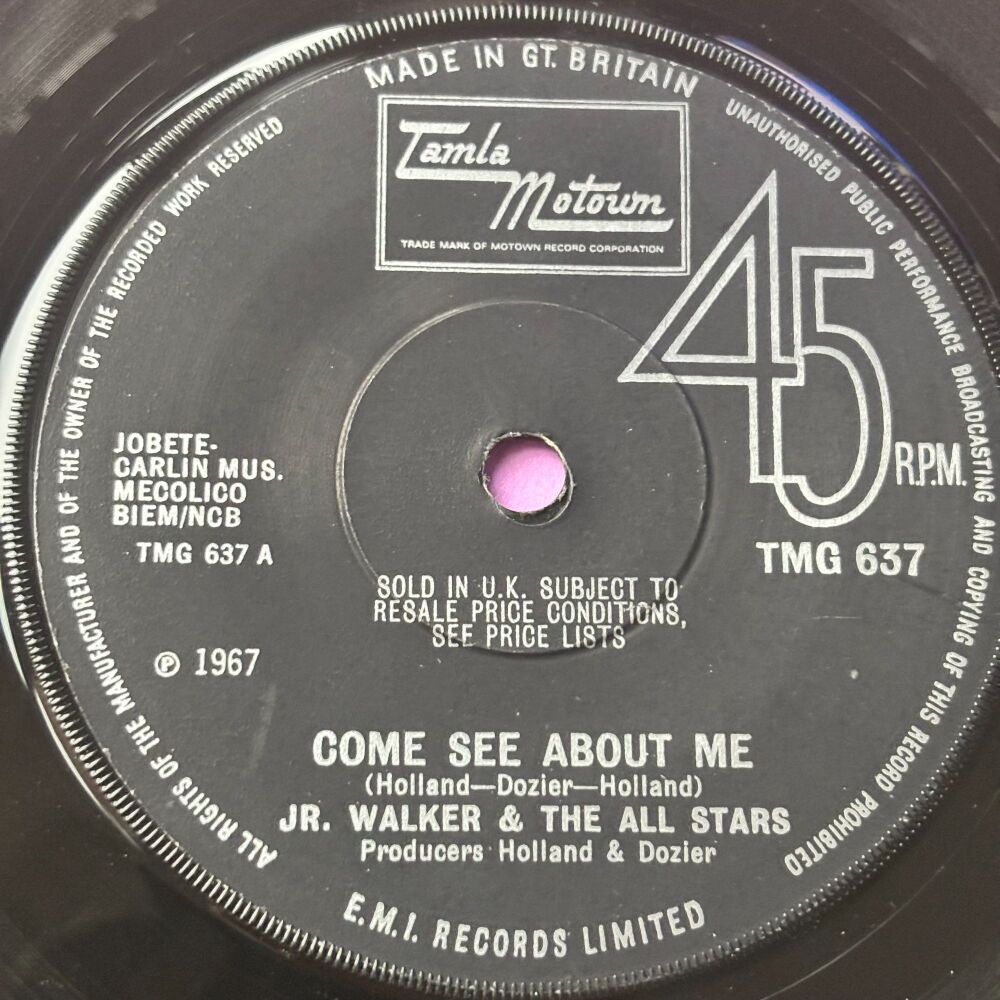 MADE IN GT. BRITAIN
UNAUTHORISED PUBLIC PERFORMANCE BROADCASTING AND COPYING OF THIS RECORD PROHIBITED
ALL RIGHTS OF THE MANUFACTURER AND OF THE OWNER OF THE RECORDED WORK RESERVED
Tamla
Motown
TRADE MARK OF MOTOWN RECORD CORPORATION
45
R.P.M.
JOBETE-
CARLIN MUS.
MECOLICO
BIEM/NCB
TMG 637 A
TMG 637
SOLD IN U.K. SUBJECT TO
RESALE PRICE CONDITIONS,
SEE PRICE LISTS
℗ 1967
COME SEE ABOUT ME
(Holland—Dozier—Holland)
JR. WALKER & THE ALL STARS
Producers Holland & Dozier
E.M.I. RECORDS LIMITED